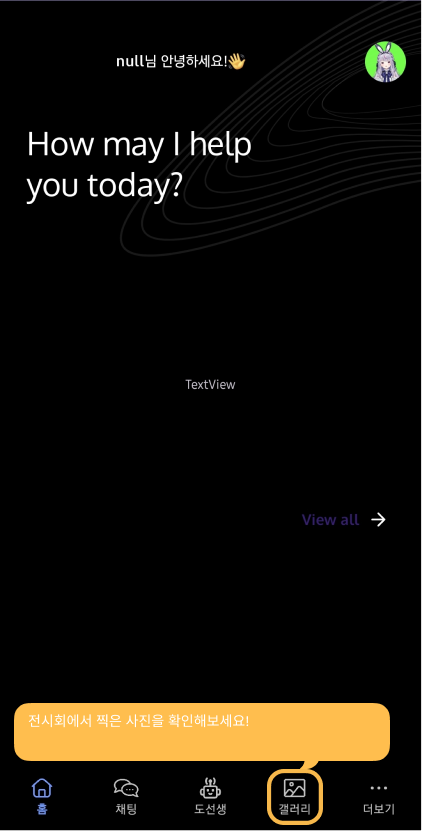 null님 안녕하세요!👋
How may I help
you today?
TextView
View all
전시회에서 찍은 사진을 확인해보세요!
홈
채팅
도선생
갤러리
더보기